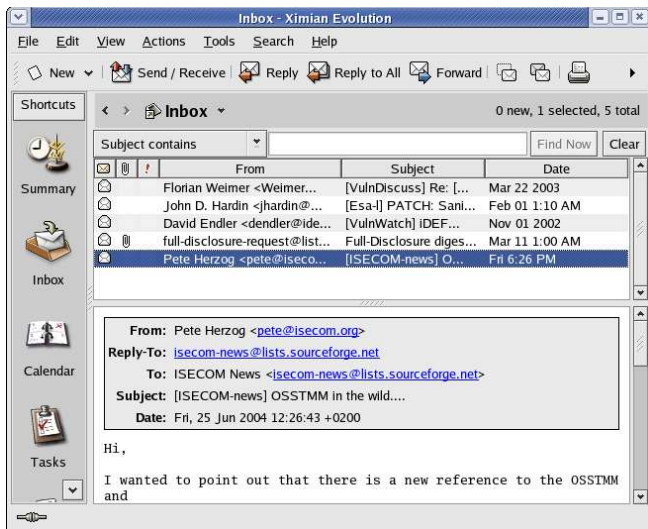 Inbox - Ximian Evolution
File Edit View Actions Tools Search Help
New Send / Receive Reply Reply to All Forward
Shortcuts
Inbox
0 new, 1 selected, 5 total
Subject contains
Find Now Clear
! From Subject Date
Florian Weimer <Weimer... [VulnDiscuss] Re: [... Mar 22 2003
John D. Hardin <jhardin@... [Esa-l] PATCH: Sani... Feb 01 1:10 AM
David Endler <dendler@ide... [VulnWatch] iDEF... Nov 01 2002
full-disclosure-request@list... Full-Disclosure diges... Mar 11 1:00 AM
Pete Herzog <pete@iseco... [ISECOM-news] O... Fri 6:26 PM
Summary
Inbox
Calendar
Tasks
From: Pete Herzog <pete@isecom.org>
Reply-To: isecom-news@lists.sourceforge.net
To: ISECOM News <isecom-news@lists.sourceforge.net>
Subject: [ISECOM-news] OSSTMM in the wild....
Date: Fri, 25 Jun 2004 12:26:43 +0200
Hi,
I wanted to point out that there is a new reference to the OSSTMM
and